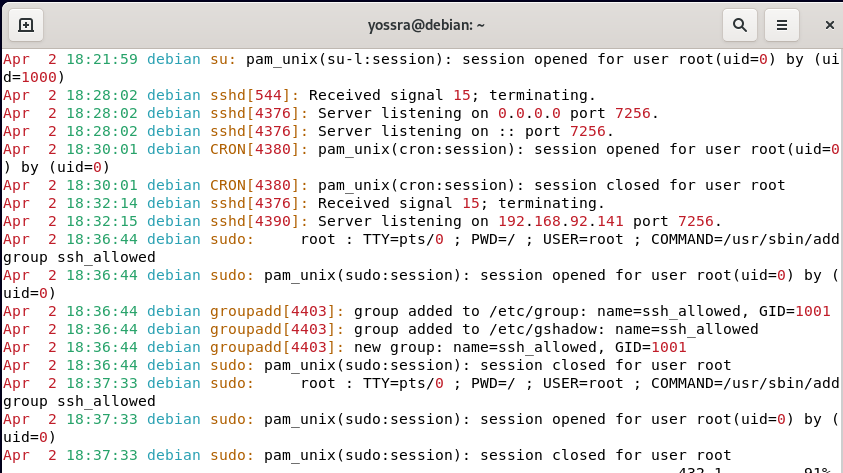 yossra@debian: ~
Apr  2 18:21:59 debian su: pam_unix(su-l:session): session opened for user root(uid=0) by (ui
d=1000)
Apr  2 18:28:02 debian sshd[544]: Received signal 15; terminating.
Apr  2 18:28:02 debian sshd[4376]: Server listening on 0.0.0.0 port 7256.
Apr  2 18:28:02 debian sshd[4376]: Server listening on :: port 7256.
Apr  2 18:30:01 debian CRON[4380]: pam_unix(cron:session): session opened for user root(uid=0
) by (uid=0)
Apr  2 18:30:01 debian CRON[4380]: pam_unix(cron:session): session closed for user root
Apr  2 18:32:14 debian sshd[4376]: Received signal 15; terminating.
Apr  2 18:32:15 debian sshd[4390]: Server listening on 192.168.92.141 port 7256.
Apr  2 18:36:44 debian sudo:     root : TTY=pts/0 ; PWD=/ ; USER=root ; COMMAND=/usr/sbin/add
group ssh_allowed
Apr  2 18:36:44 debian sudo: pam_unix(sudo:session): session opened for user root(uid=0) by (
uid=0)
Apr  2 18:36:44 debian groupadd[4403]: group added to /etc/group: name=ssh_allowed, GID=1001
Apr  2 18:36:44 debian groupadd[4403]: group added to /etc/gshadow: name=ssh_allowed
Apr  2 18:36:44 debian groupadd[4403]: new group: name=ssh_allowed, GID=1001
Apr  2 18:36:44 debian sudo: pam_unix(sudo:session): session closed for user root
Apr  2 18:37:33 debian sudo:     root : TTY=pts/0 ; PWD=/ ; USER=root ; COMMAND=/usr/sbin/add
group ssh_allowed
Apr  2 18:37:33 debian sudo: pam_unix(sudo:session): session opened for user root(uid=0) by (
uid=0)
Apr  2 18:37:33 debian sudo: pam_unix(sudo:session): session closed for user root
432,1 91%